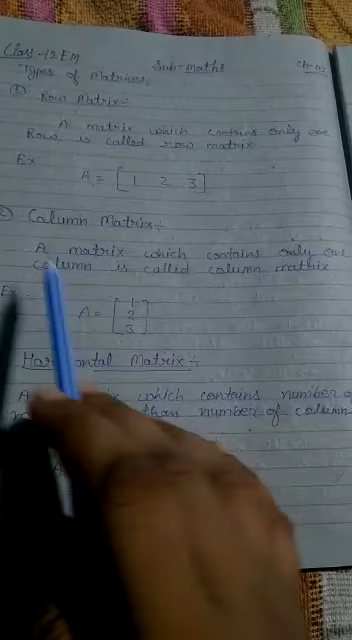 Class-12 EM
Sub-maths
Ch-03
Types of Matrices:
① Row Matrix:-
A matrix which contains only one
Row is called row matrix
Ex
A = [ 1 2 3 ]
② Column Matrix:-
A matrix which contains only one
column is called column matrix
Ex
A = [ 1
2
3 ]
Matrix:-
A which contains number of
than number of column